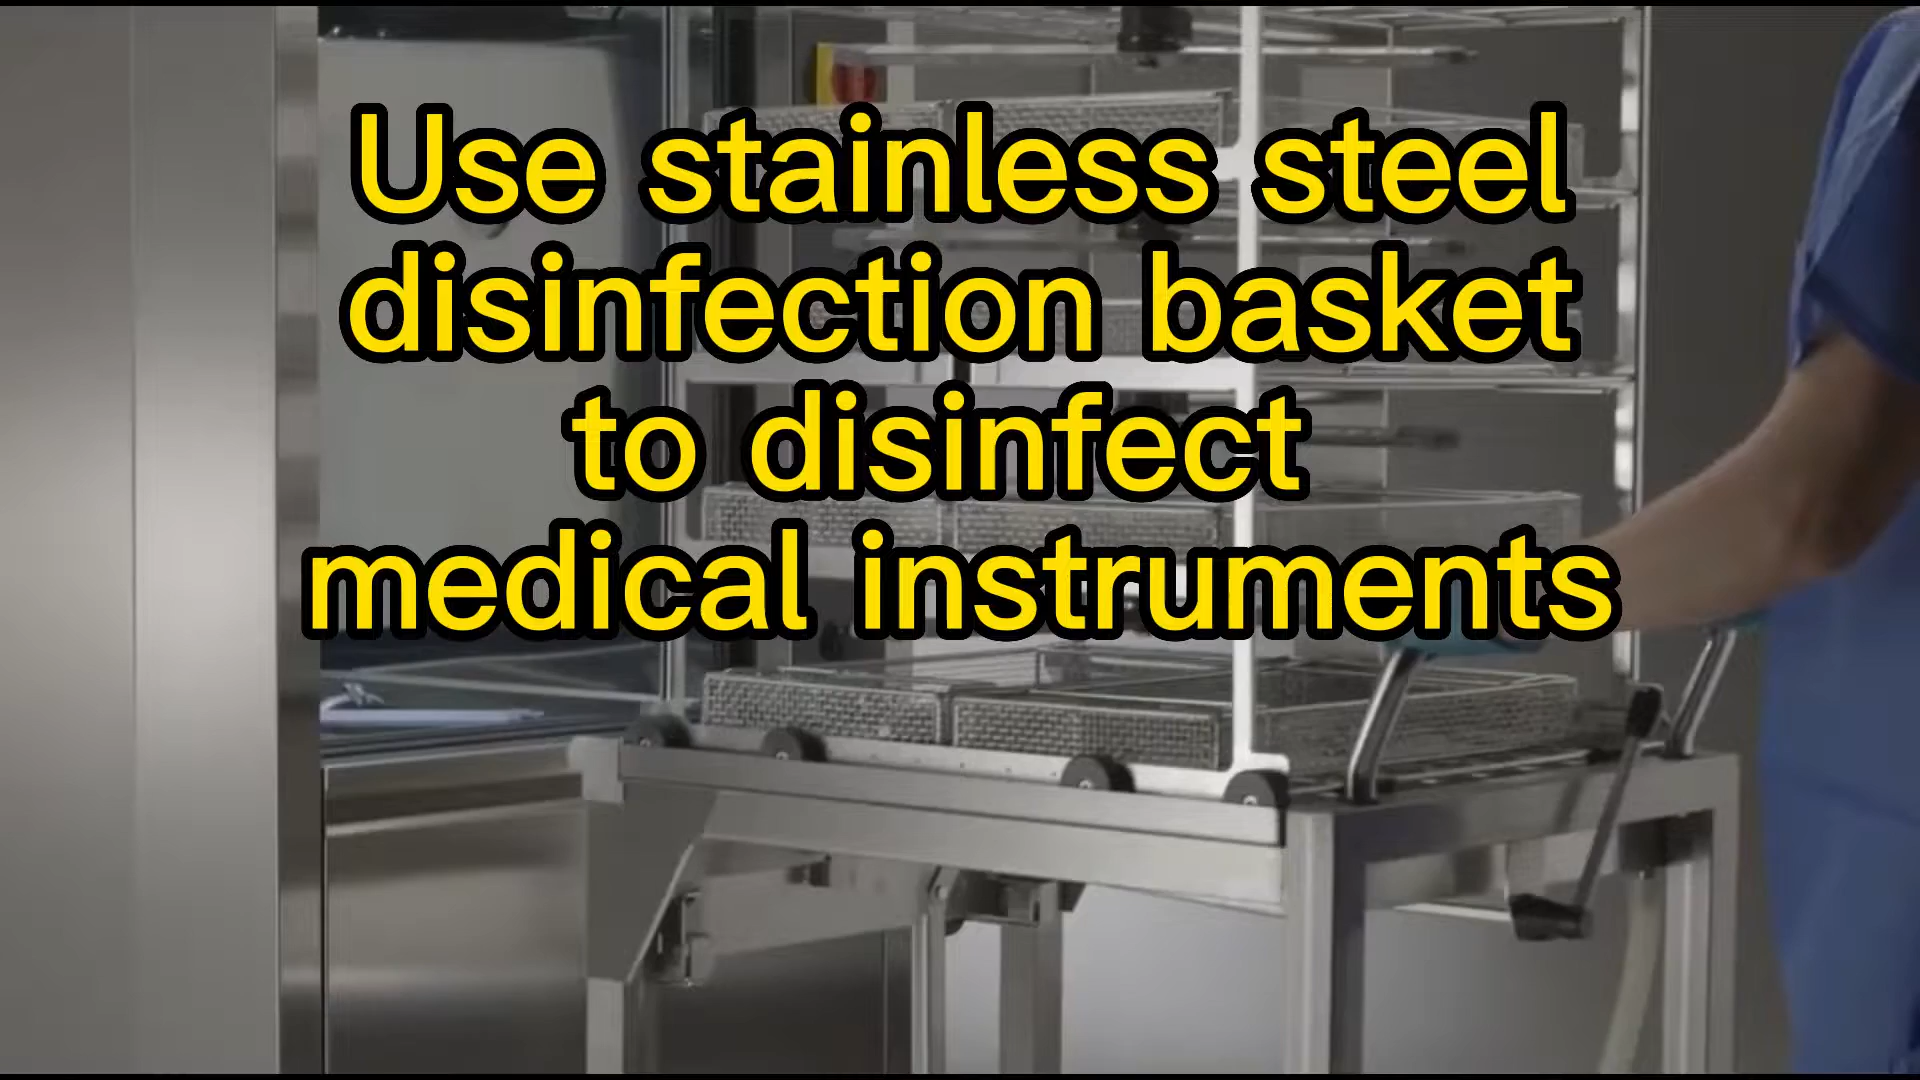 Use stainless steel
disinfection basket
to disinfect
medical instruments